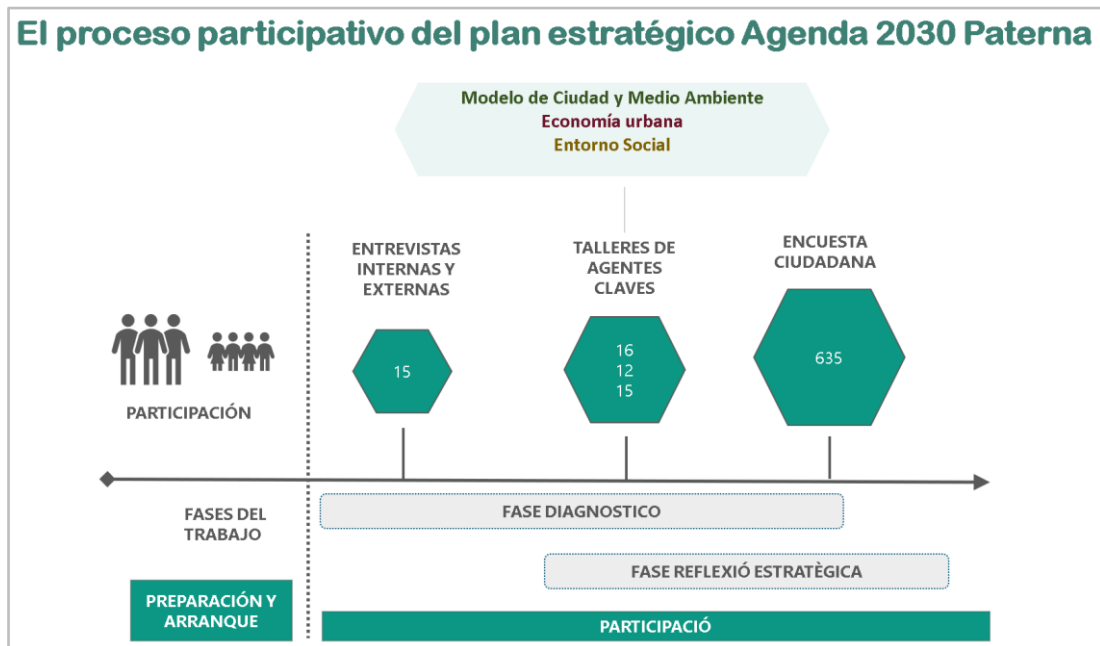 El proceso participativo del plan estratégico Agenda 2030 Paterna
Modelo de Ciudad y Medio Ambiente
Economía urbana
Entorno Social
ENTREVISTAS
INTERNAS Y
EXTERNAS
TALLERES DE
AGENTES
CLAVES
ENCUESTA
CIUDADANA
15
16
12
15
635
PARTICIPACIÓN
FASES DEL
TRABAJO
FASE DIAGNOSTICO
FASE REFLEXIÓ ESTRATÈGICA
PREPARACIÓN Y
ARRANQUE
PARTICIPACIÓ